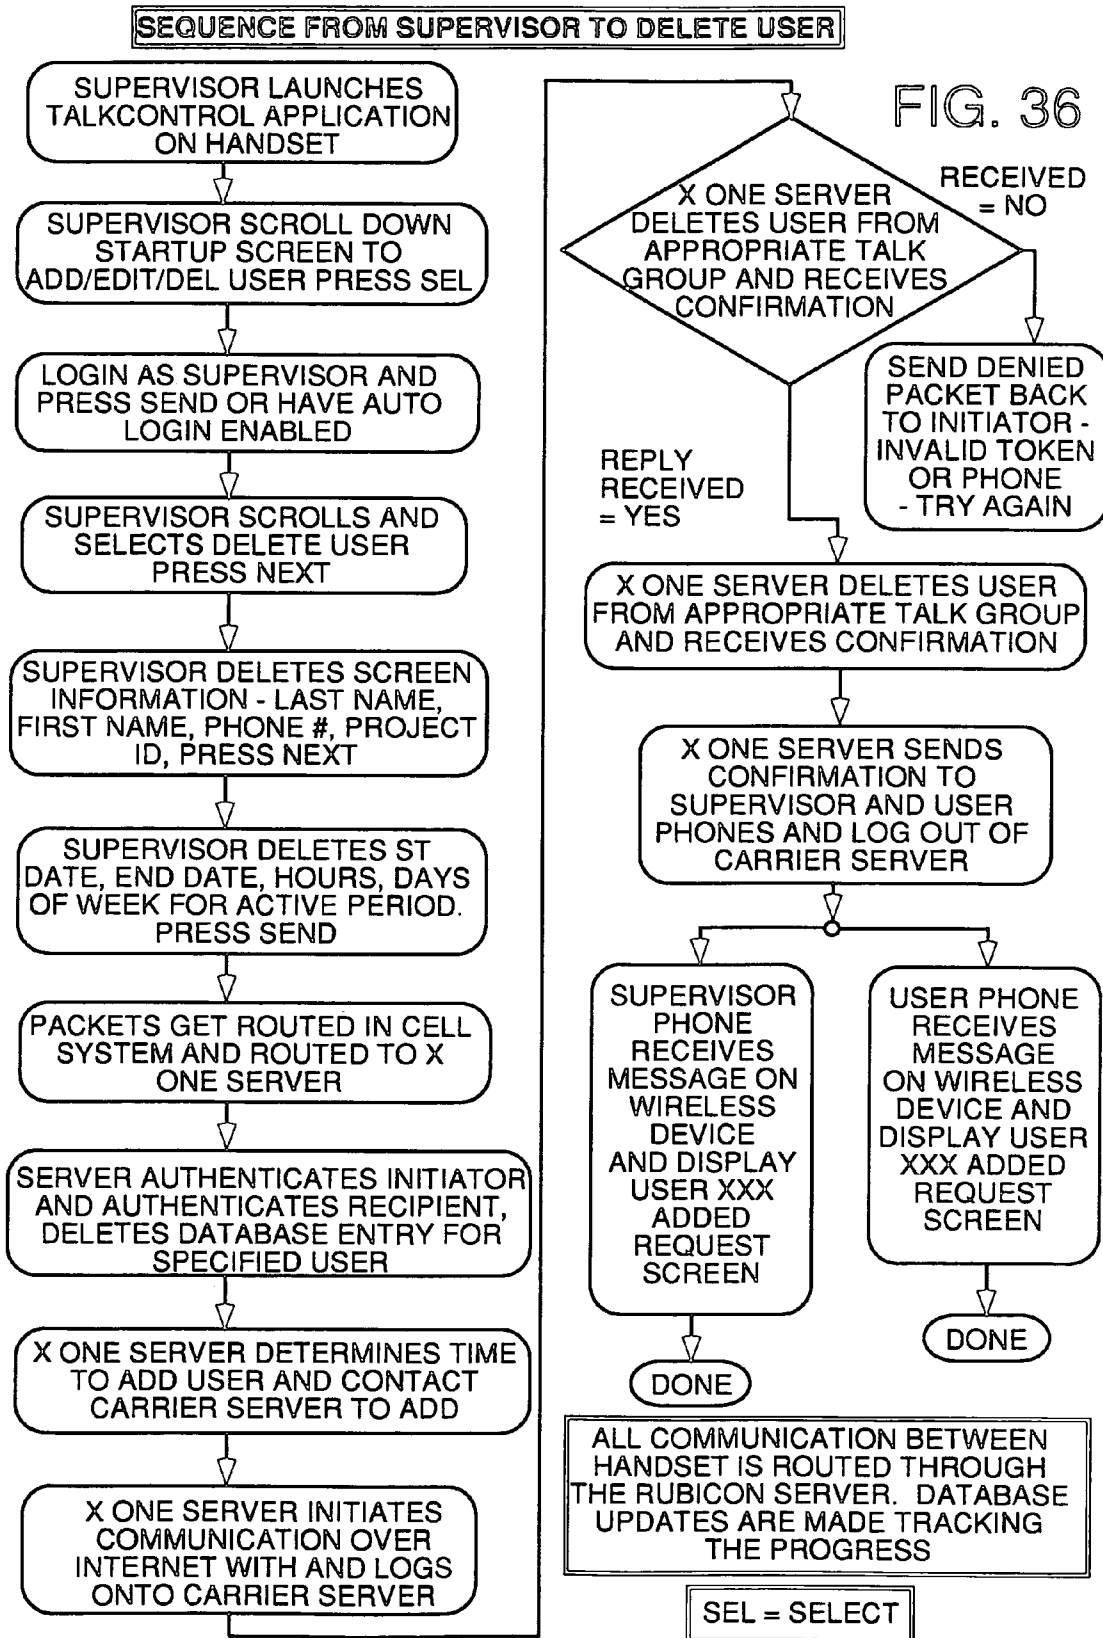 SEQUENCE FROM SUPERVISOR TO DELETE USER
FIG. 36
SUPERVISOR LAUNCHES
TALKCONTROL APPLICATION
ON HANDSET
SUPERVISOR SCROLL DOWN
STARTUP SCREEN TO
ADD/EDIT/DEL USER PRESS SEL
LOGIN AS SUPERVISOR AND
PRESS SEND OR HAVE AUTO
LOGIN ENABLED
SUPERVISOR SCROLLS AND
SELECTS DELETE USER
PRESS NEXT
SUPERVISOR DELETES SCREEN
INFORMATION - LAST NAME,
FIRST NAME, PHONE #, PROJECT
ID, PRESS NEXT
SUPERVISOR DELETES ST
DATE, END DATE, HOURS, DAYS
OF WEEK FOR ACTIVE PERIOD.
PRESS SEND
PACKETS GET ROUTED IN CELL
SYSTEM AND ROUTED TO X
ONE SERVER
SERVER AUTHENTICATES INITIATOR
AND AUTHENTICATES RECIPIENT,
DELETES DATABASE ENTRY FOR
SPECIFIED USER
X ONE SERVER DETERMINES TIME
TO ADD USER AND CONTACT
CARRIER SERVER TO ADD
X ONE SERVER INITIATES
COMMUNICATION OVER
INTERNET WITH AND LOGS
ONTO CARRIER SERVER
X ONE SERVER
DELETES USER FROM
APPROPRIATE TALK
GROUP AND RECEIVES
CONFIRMATION
RECEIVED
= NO
SEND DENIED
PACKET BACK
TO INITIATOR -
INVALID TOKEN
OR PHONE
- TRY AGAIN
REPLY
RECEIVED
= YES
X ONE SERVER DELETES USER
FROM APPROPRIATE TALK GROUP
AND RECEIVES CONFIRMATION
X ONE SERVER SENDS
CONFIRMATION TO
SUPERVISOR AND USER
PHONES AND LOG OUT OF
CARRIER SERVER
SUPERVISOR
PHONE
RECEIVES
MESSAGE ON
WIRELESS
DEVICE
AND DISPLAY
USER XXX
ADDED
REQUEST
SCREEN
DONE
USER PHONE
RECEIVES
MESSAGE
ON WIRELESS
DEVICE AND
DISPLAY USER
XXX ADDED
REQUEST
SCREEN
DONE
ALL COMMUNICATION BETWEEN
HANDSET IS ROUTED THROUGH
THE RUBICON SERVER. DATABASE
UPDATES ARE MADE TRACKING
THE PROGRESS
SEL = SELECT